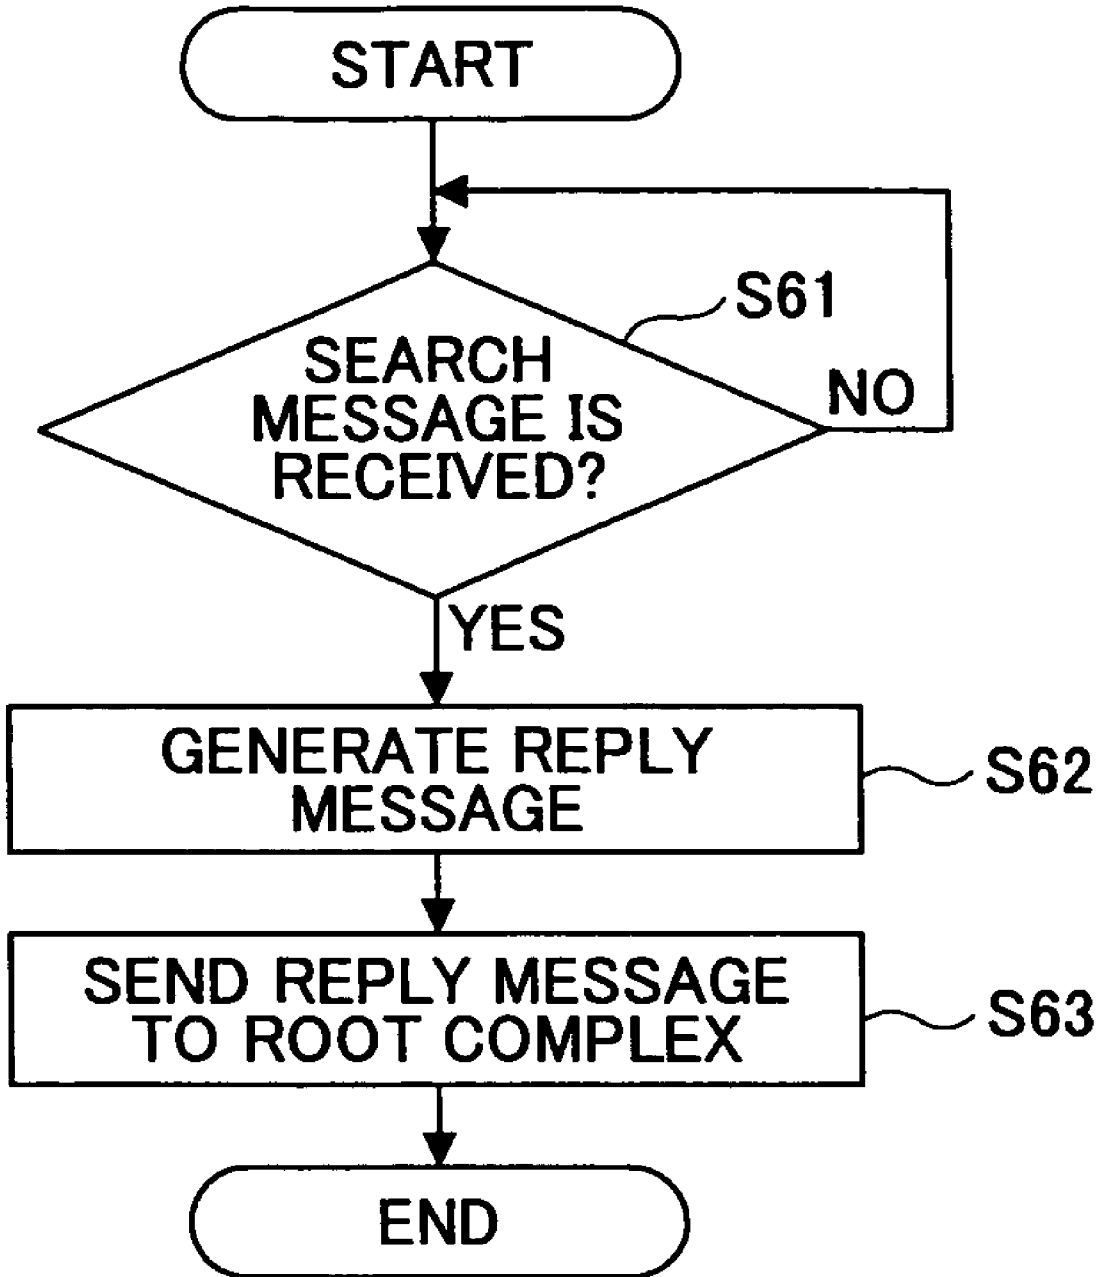 START
S61
SEARCH
MESSAGE IS
RECEIVED?
NO
YES
GENERATE REPLY
MESSAGE
S62
SEND REPLY MESSAGE
TO ROOT COMPLEX
S63
END